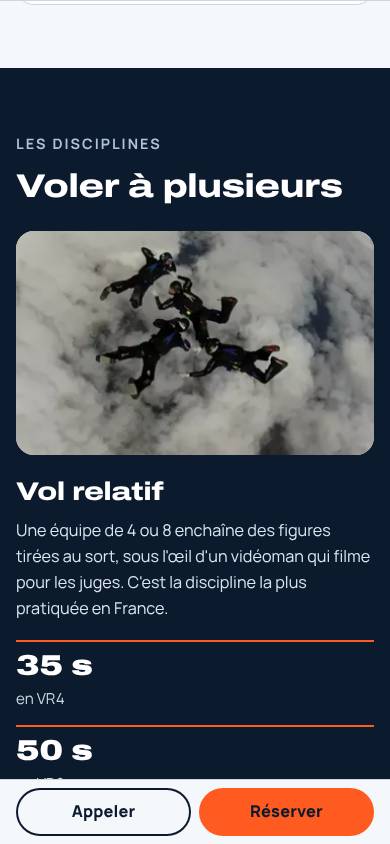 LES DISCIPLINES
Voler à plusieurs
Vol relatif
Une équipe de 4 ou 8 enchaîne des figures
tirées au sort, sous l'œil d'un vidéoman qui filme
pour les juges. C'est la discipline la plus
pratiquée en France.
35 s
en VR4
50 s
Appeler
Réserver